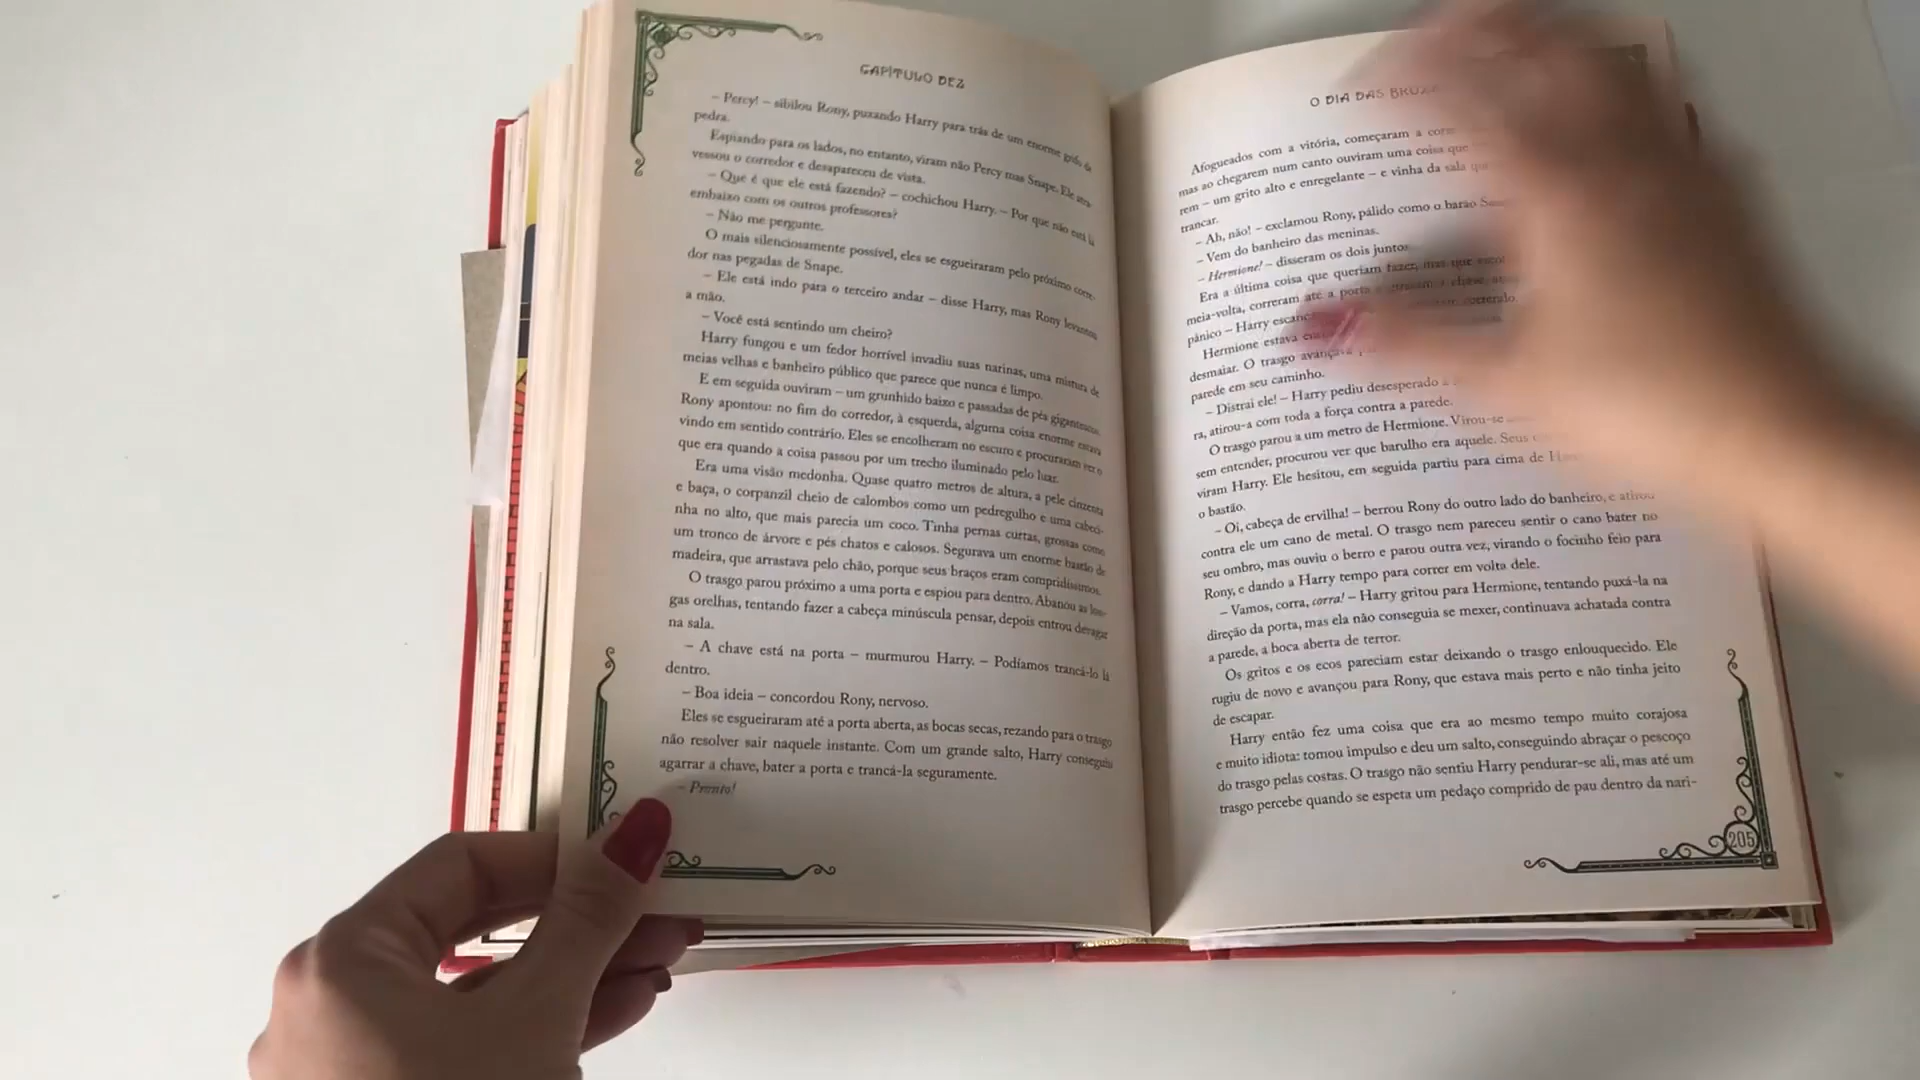 CAPÍTULO DEZ
– Percy! – sibilou Rony, puxando Harry para trás de um enorme grifo de
pedra.
Espiando para os lados, no entanto, viram não Percy mas Snape. Ele atra-
vessou o corredor e desapareceu de vista.
– Que é que ele está fazendo? – cochichou Harry. – Por que não está lá
embaixo com os outros professores?
– Não me pergunte.
O mais silenciosamente possível, eles se esgueiraram pelo próximo corre-
dor nas pegadas de Snape.
– Ele está indo para o terceiro andar – disse Harry, mas Rony levantou
a mão.
– Você está sentindo um cheiro?
Harry fungou e um fedor horrível invadiu suas narinas, uma mistura de
meias velhas e banheiro público que parece que nunca é limpo.
E em seguida ouviram – um grunhido baixo e passadas de pés gigantescos.
Rony apontou: no fim do corredor, à esquerda, alguma coisa enorme estava
vindo em sentido contrário. Eles se encolheram no escuro e procuraram ver o
que era quando a coisa passou por um trecho iluminado pelo luar.
Era uma visão medonha. Quase quatro metros de altura, a pele cinzenta
e baça, o corpanzil cheio de calombos como um pedregulho e uma cabeci-
nha no alto, que mais parecia um coco. Tinha pernas curtas, grossas como
um tronco de árvore e pés chatos e calosos. Segurava um enorme bastão de
madeira, que arrastava pelo chão, porque seus braços eram compridíssimos.
O trasgo parou próximo a uma porta e espiou para dentro. Abanou as lon-
gas orelhas, tentando fazer a cabeça minúscula pensar, depois entrou devagar
na sala.
– A chave está na porta – murmurou Harry. – Podíamos trancá-lo lá
dentro.
– Boa ideia – concordou Rony, nervoso.
Eles se esgueiraram até a porta aberta, as bocas secas, rezando para o trasgo
não resolver sair naquele instante. Com um grande salto, Harry conseguiu
agarrar a chave, bater a porta e trancá-la seguramente.
– Pronto!
O DIA DAS
Afogueados com a vitória, começaram a
mas ao chegarem num canto ouviram uma coisa que
rem – um grito alto e enregelante – e vinha da sala
trancar.
– Ah, não! – exclamou Rony, pálido como o barão
– Vem do banheiro das meninas.
– Hermione! – disseram os dois juntos.
Era a última coisa que queriam fazer, mas que
meia-volta, correram até a porta
pânico – Harry
Hermione estava
desmaiar. O trasgo
parede em seu caminho.
– Distrai ele! – Harry pediu desesperado
ra, atirou-a com toda a força contra a parede.
O trasgo parou a um metro de Hermione. Virou-se
sem entender, procurou ver que barulho era aquele. Seus
viram Harry. Ele hesitou, em seguida partiu para cima de
o bastão.
– Oi, cabeça de ervilha! – berrou Rony do outro lado do banheiro, e atirou
contra ele um cano de metal. O trasgo nem pareceu sentir o cano bater no
seu ombro, mas ouviu o berro e parou outra vez, virando o focinho feio para
Rony, e dando a Harry tempo para correr em volta dele.
– Vamos, corra, corra! – Harry gritou para Hermione, tentando puxá-la na
direção da porta, mas ela não conseguia se mexer, continuava achatada contra
a parede, a boca aberta de terror.
Os gritos e os ecos pareciam estar deixando o trasgo enlouquecido. Ele
rugiu de novo e avançou para Rony, que estava mais perto e não tinha jeito
de escapar.
Harry então fez uma coisa que era ao mesmo tempo muito corajosa
e muito idiota: tomou impulso e deu um salto, conseguindo abraçar o pescoço
do trasgo pelas costas. O trasgo não sentiu Harry pendurar-se ali, mas até um
trasgo percebe quando se espeta um pedaço comprido de pau dentro da nari-
205